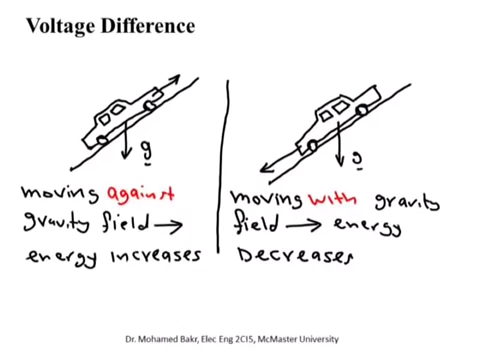 Voltage Difference
g
moving against
gravity field →
energy increases
g
moving with gravity
field → energy
Decreases
Dr. Mohamed Bakr, Elec Eng 2CI5, McMaster University